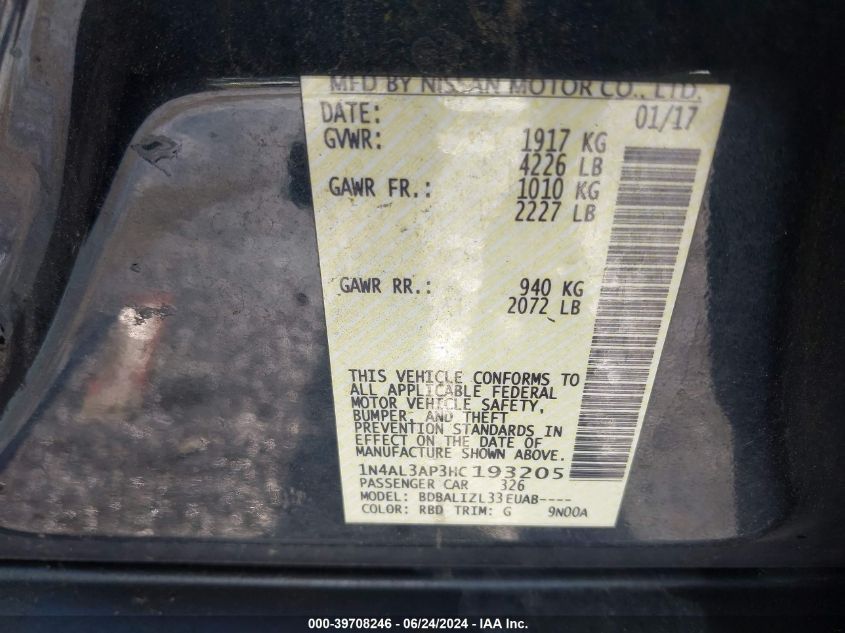 MFD BY NISSAN MOTOR CO., LTD.
DATE: 01/17
GVWR: 1917 KG
4226 LB
GAWR FR.: 1010 KG
2227 LB
GAWR RR.: 940 KG
2072 LB
THIS VEHICLE CONFORMS TO
ALL APPLICABLE FEDERAL
MOTOR VEHICLE SAFETY,
BUMPER, AND THEFT
PREVENTION STANDARDS IN
EFFECT ON THE DATE OF
MANUFACTURE SHOWN ABOVE.
1N4AL3AP3HC193205
PASSENGER CAR 326
MODEL: BDBALIZL33EUAB----
COLOR: RBD TRIM: G 9N00A
000-39708246 - 06/24/2024 - IAA Inc.